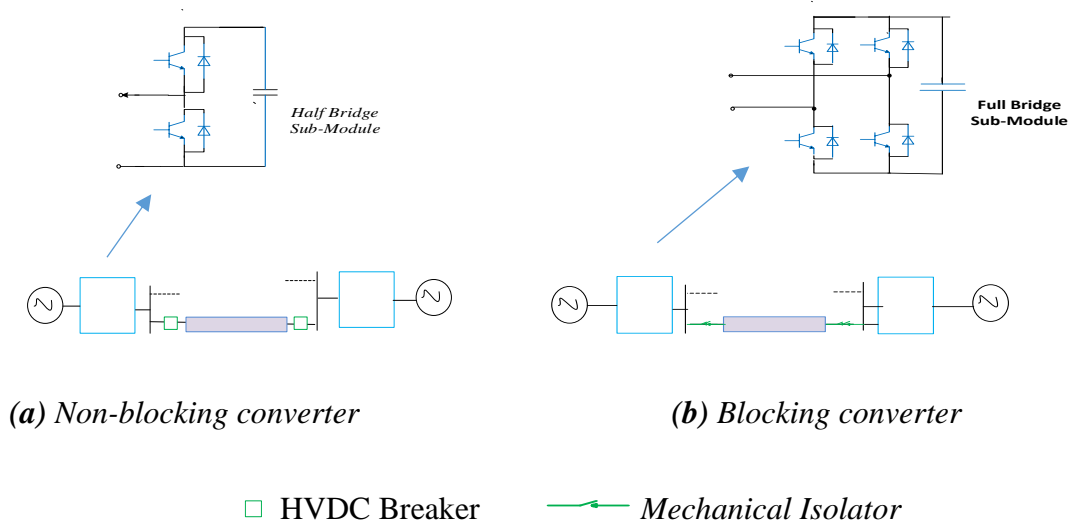 Half Bridge
Sub-Module
Full Bridge
Sub-Module
(a) Non-blocking converter
(b) Blocking converter
HVDC Breaker
Mechanical Isolator